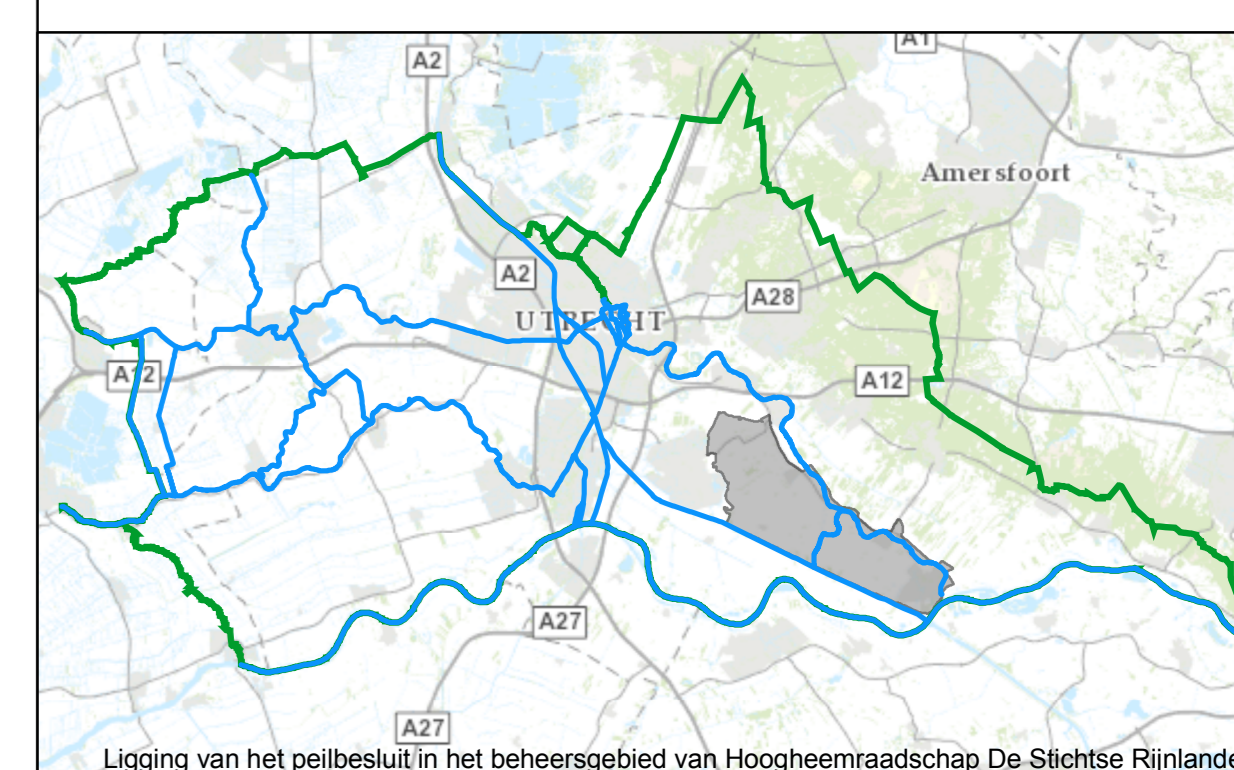 A1
A2
Amersfoort
A2
A28
UTRECHT
A12
A12
A27
A27
Ligging van het peilbesluit in het beheersgebied van Hoogheemraadschap De Stichtse Rijnlande